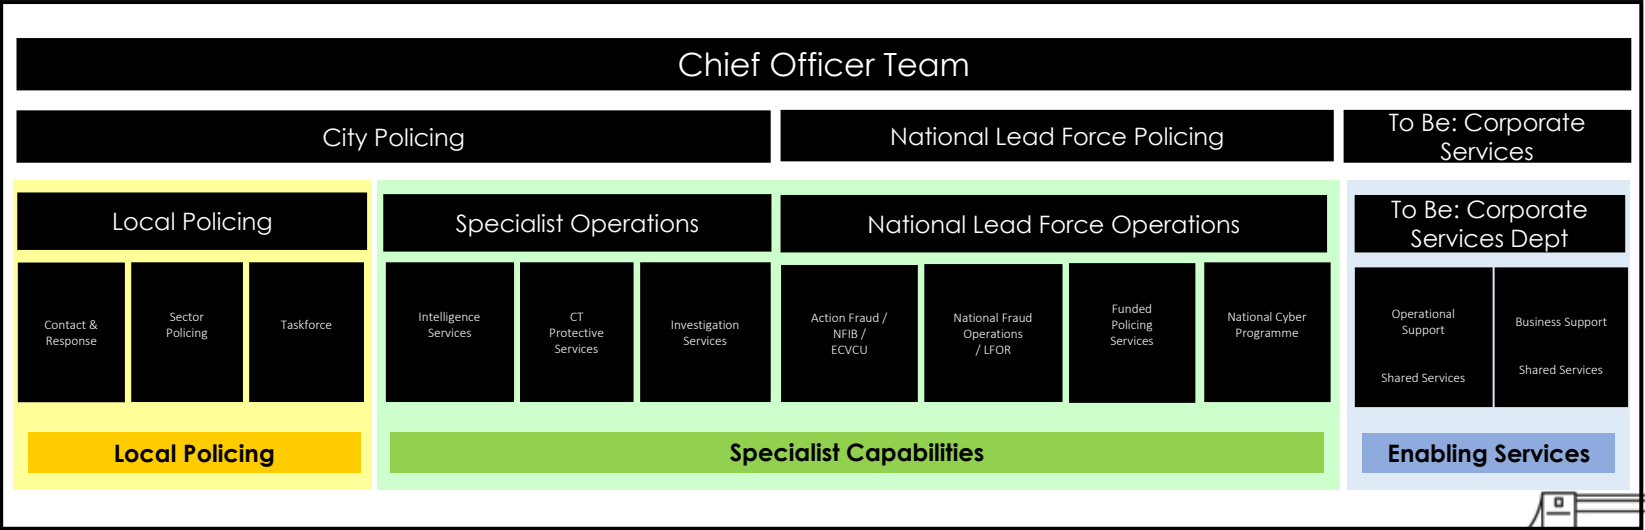 Chief Officer Team
City Policing
National Lead Force Policing
To Be: Corporate
Services
Local Policing
Specialist Operations
National Lead Force Operations
To Be: Corporate
Services Dept
Contact &
Response
Sector
Policing
Taskforce
Intelligence
Services
CT
Protective
Services
Investigation
Services
Action Fraud /
NFIB /
ECVCU
National Fraud
Operations
/ LFOR
Funded
Policing
Services
National Cyber
Programme
Operational
Support
Shared Services
Business Support
Shared Services
Local Policing
Specialist Capabilities
Enabling Services